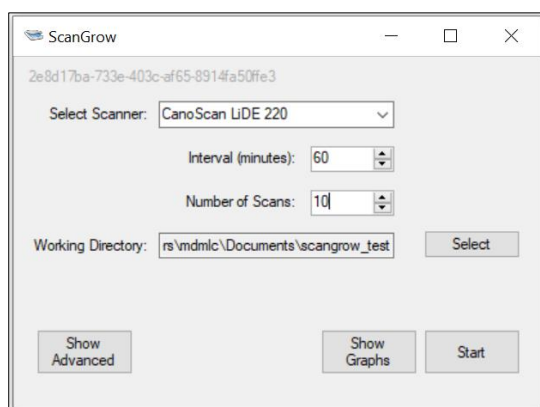 ScanGrow
2e8d17ba-733e-403c-af65-8914fa50ffe3
Select Scanner: CanoScan LiDE 220
Interval (minutes): 60
Number of Scans: 10
Working Directory: rs\mdmlc\Documents\scangrow_test Select
Show Advanced
Show Graphs
Start